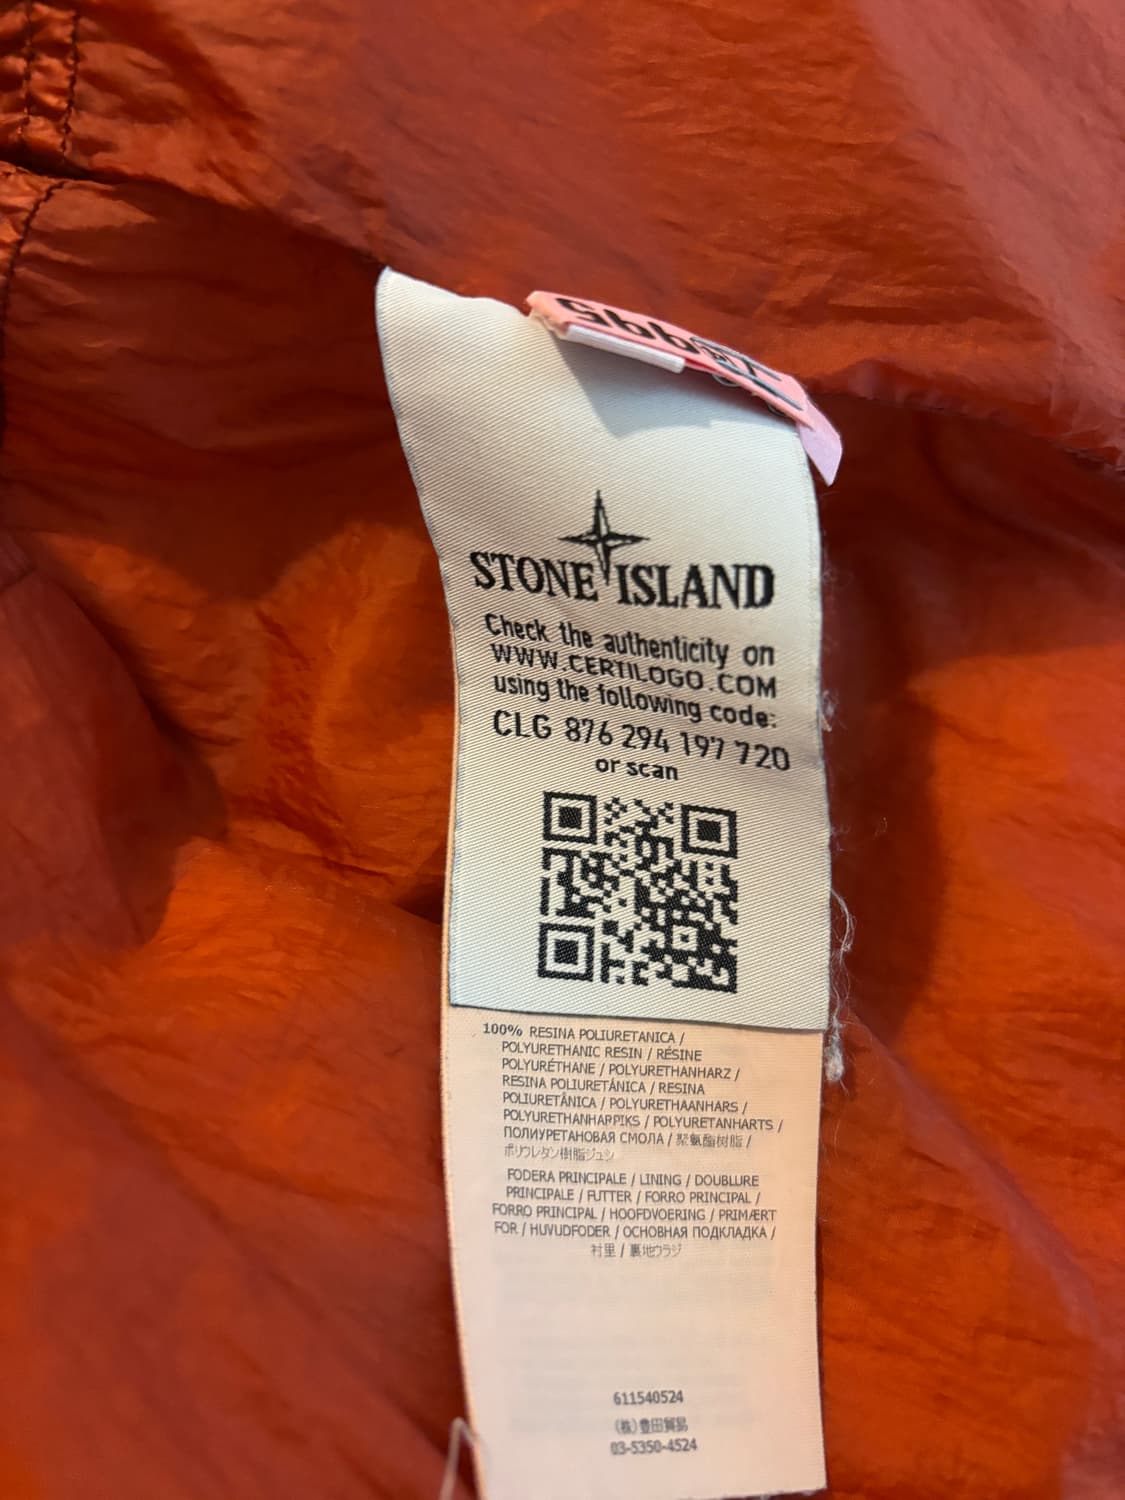 STONE ISLAND
Check the authenticity on
WWW.CERTILOGO.COM
using the following code:
CLG 876 294 197 720
or scan
100% RESINA POLIURETANICA /
POLYURETHANIC RESIN / RÉSINE
POLYURÉTHANE / POLYURETHANHARZ /
RESINA POLIURETÁNICA / RESINA
POLIURETÂNICA / POLYURETHAANHARS /
POLYURETHANHARPIKS / POLYURETANHARTS /
ПОЛИУРЕТАНОВАЯ СМОЛА / 聚氨酯树脂 /
ポリウレタン樹脂ジュシ
FODERA PRINCIPALE / LINING / DOUBLURE
PRINCIPALE / FUTTER / FORRO PRINCIPAL /
FORRO PRINCIPAL / HOOFDVOERING / PRIMÆRT
FOR / HUVUDFODER / ОСНОВНАЯ ПОДКЛАДКА /
衬里 / 裏地ウラジ
611540524
(株)豊田貿易
03-5350-4524